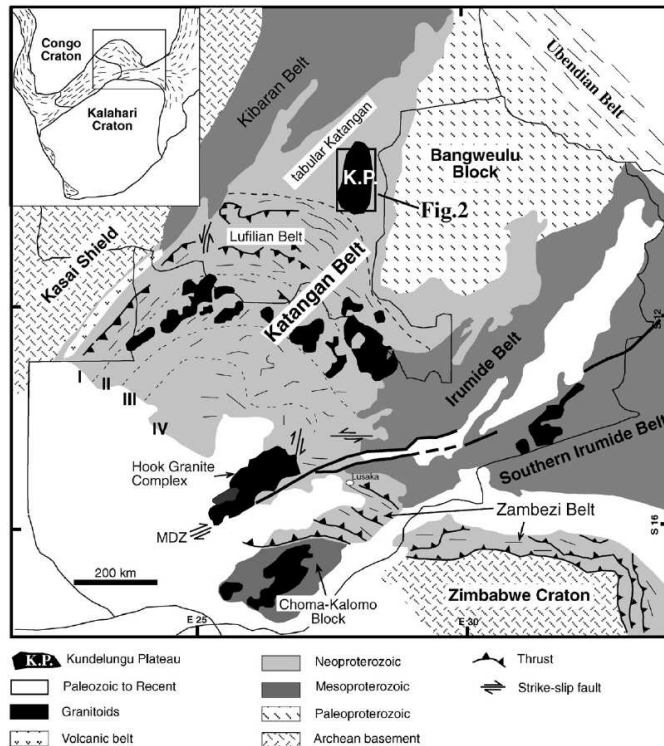 Congo
Craton
Kalahari
Craton
Kibaran Belt
Ubendian Belt
tabular Katangan
Bangweulu
Block
K.P.
Fig.2
Lufilian Belt
Kasai Shield
Katangan Belt
S 12
I
II
III
IV
Irumide Belt
Hook Granite
Complex
Southern Irumide Belt
Lusaka
Zambezi Belt
S 16
MDZ
200 km
Choma-Kalomo
Block
Zimbabwe Craton
E 25
E 30
K.P. Kundelungu Plateau
Paleozoic to Recent
Granitoids
Volcanic belt
Neoproterozoic
Mesoproterozoic
Paleoproterozoic
Archean basement
Thrust
Strike-slip fault